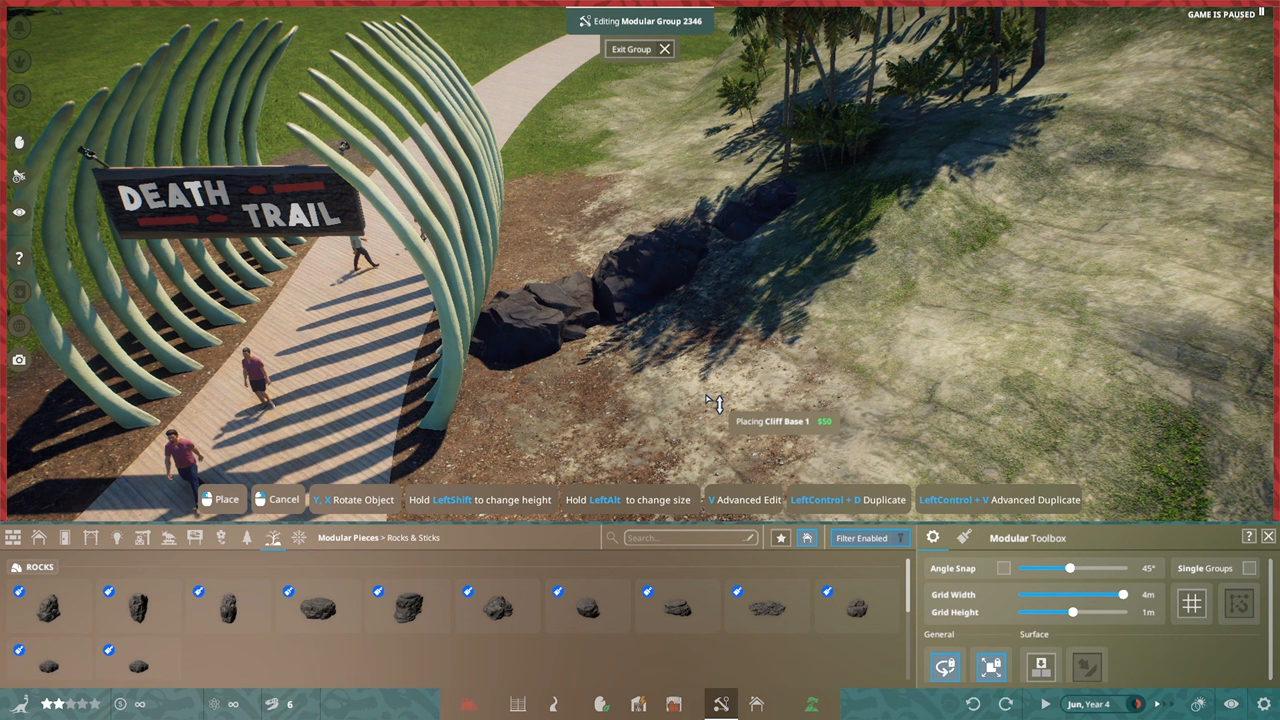 Editing Modular Group 2346
GAME IS PAUSED
Exit Group
DEATH
TRAIL
Placing Cliff Base 1 $50
Place
Cancel
Y, X Rotate Object
Hold LeftShift to change height
Hold LeftAlt to change size
V Advanced Edit
LeftControl + D Duplicate
LeftControl + V Advanced Duplicate
Modular Pieces > Rocks & Sticks
Search...
Filter Enabled
Modular Toolbox
?
ROCKS
Angle Snap
45°
Single Groups
Grid Width
4m
Grid Height
1m
General
Surface
∞
∞
6
Jun, Year 4